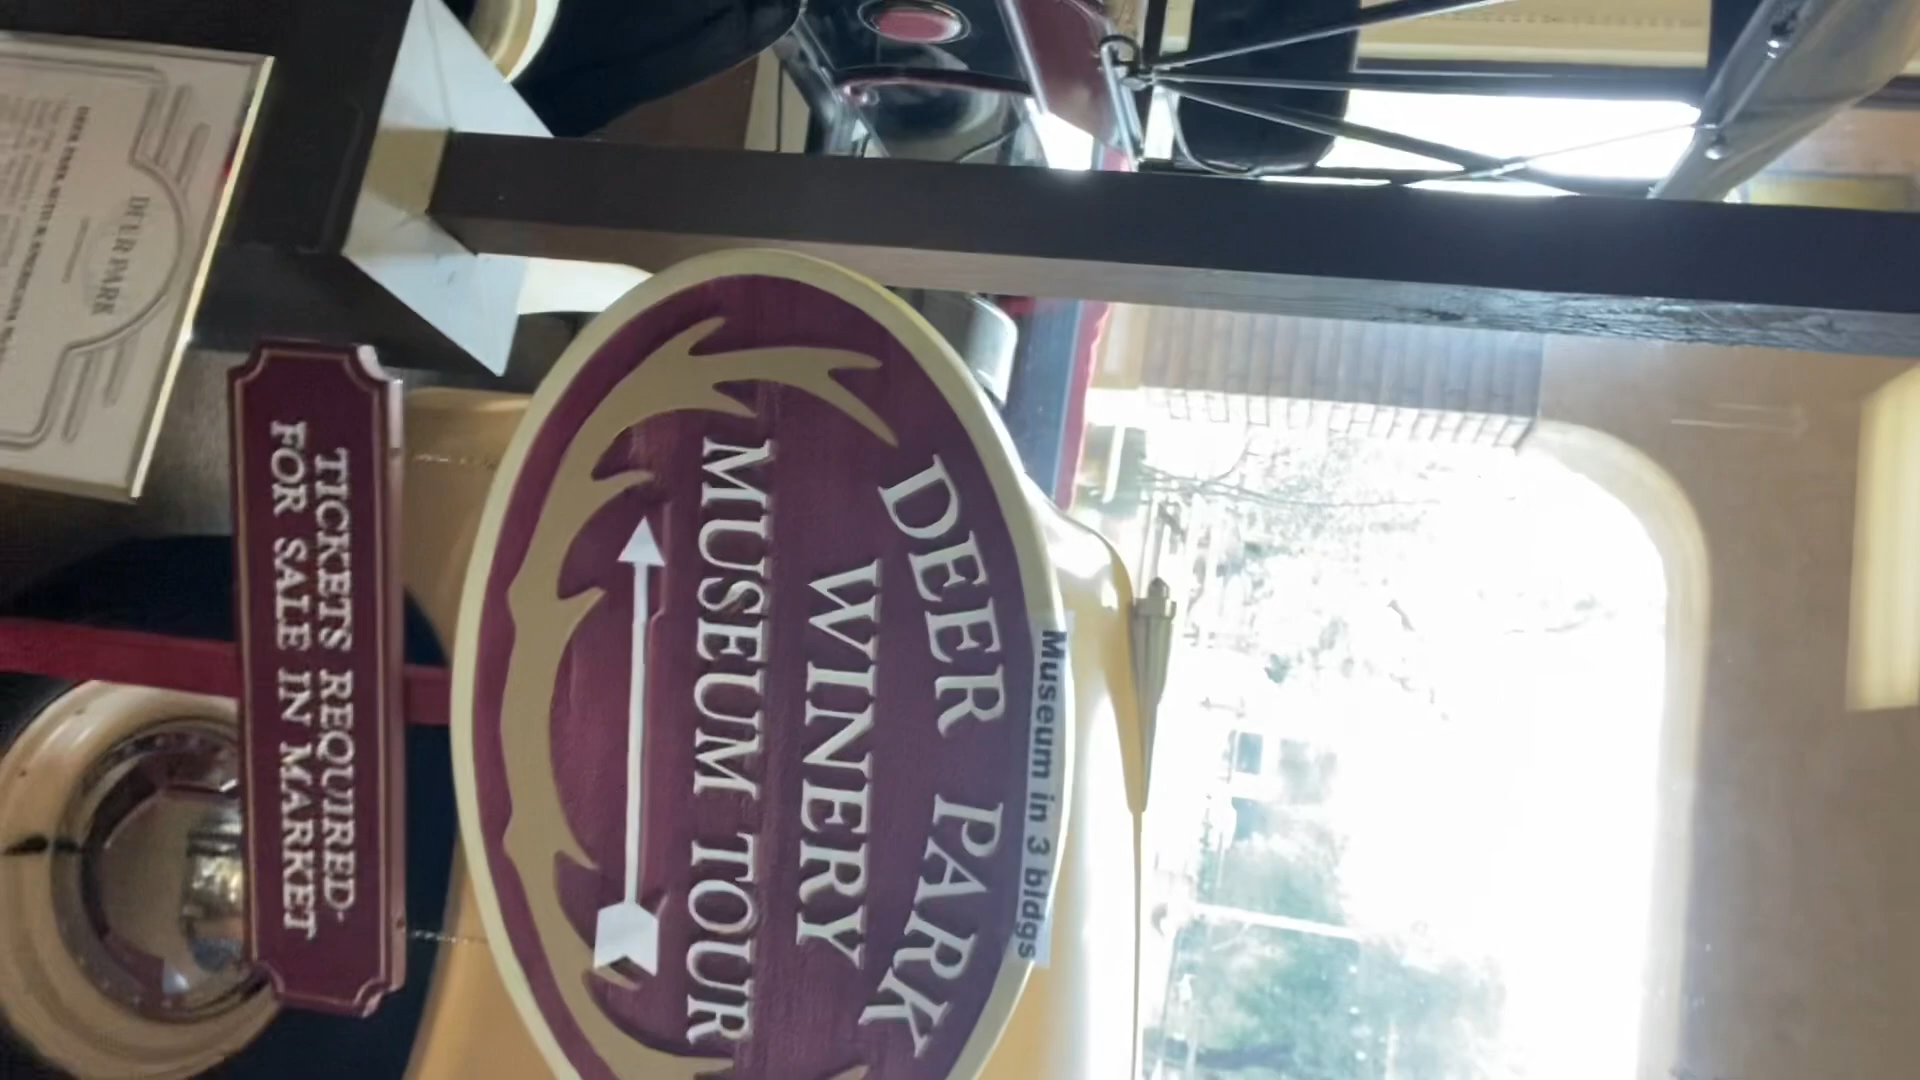 Museum in 3 bldgs
DEER PARK
WINERY
MUSEUM TOUR
TICKETS REQUIRED-
FOR SALE IN MARKET
DEER PARK